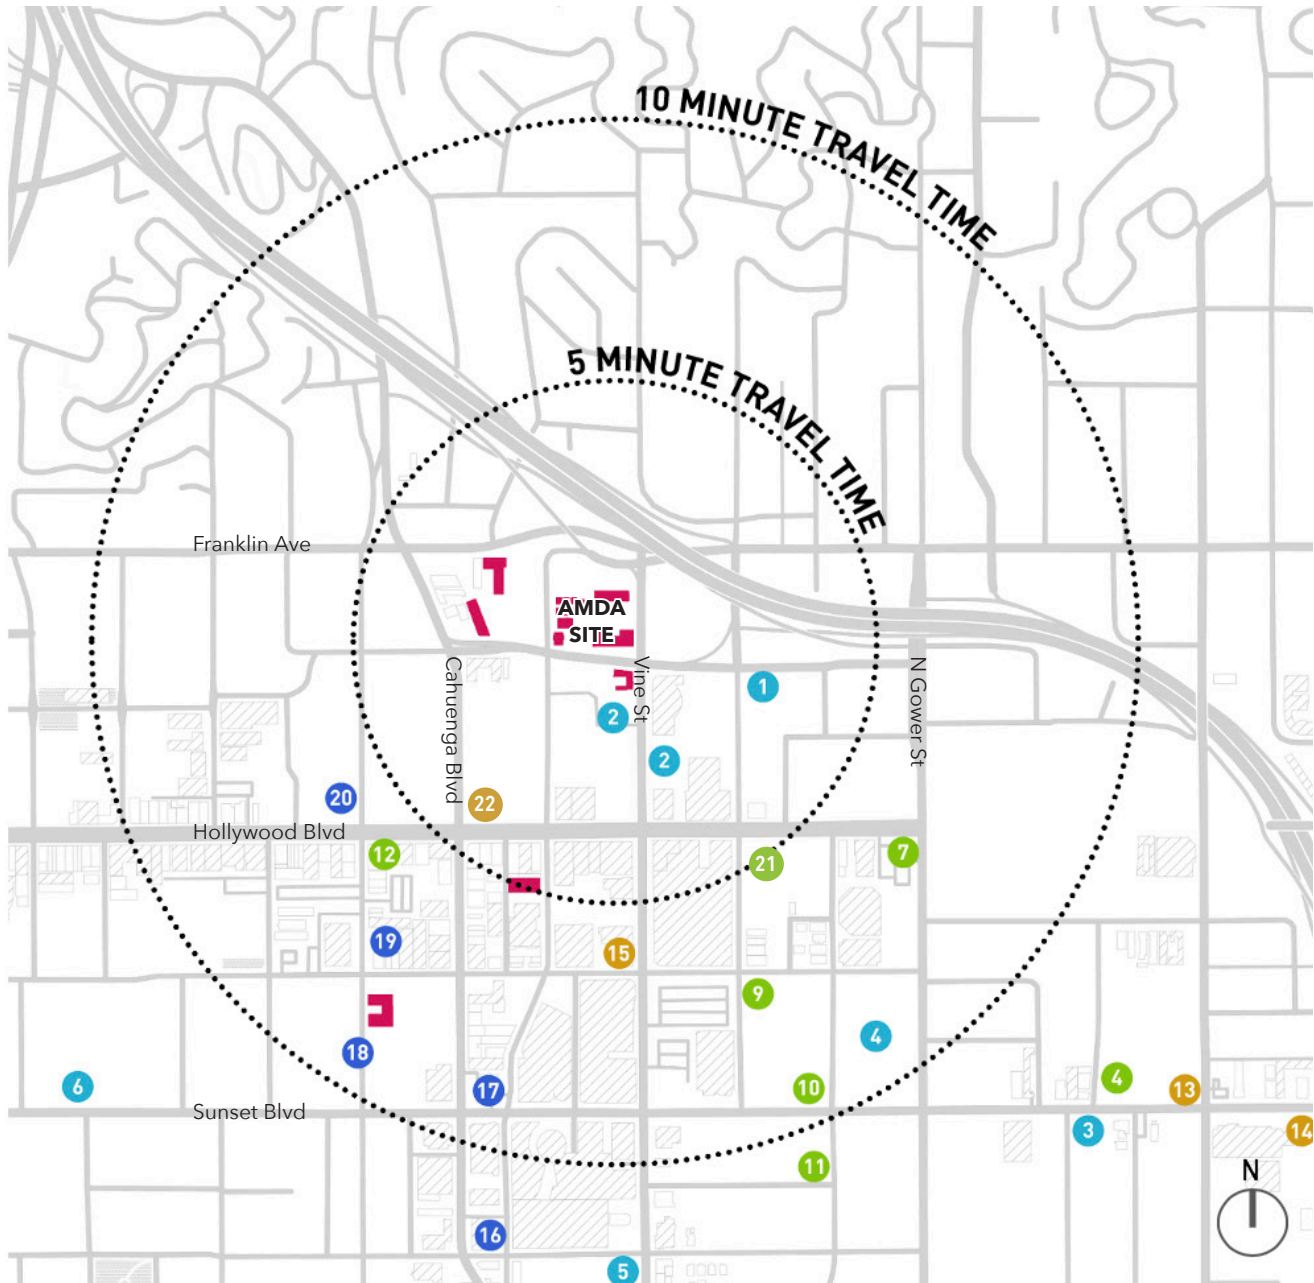 10 MINUTE TRAVEL TIME
5 MINUTE TRAVEL TIME
Franklin Ave
AMDA
SITE
Cahuenga Blvd
Vine St
N Gower St
1
2
2
20
22
Hollywood Blvd
12
21
7
19
15
9
18
4
6
17
10
4
13
Sunset Blvd
3
14
11
N
16
5